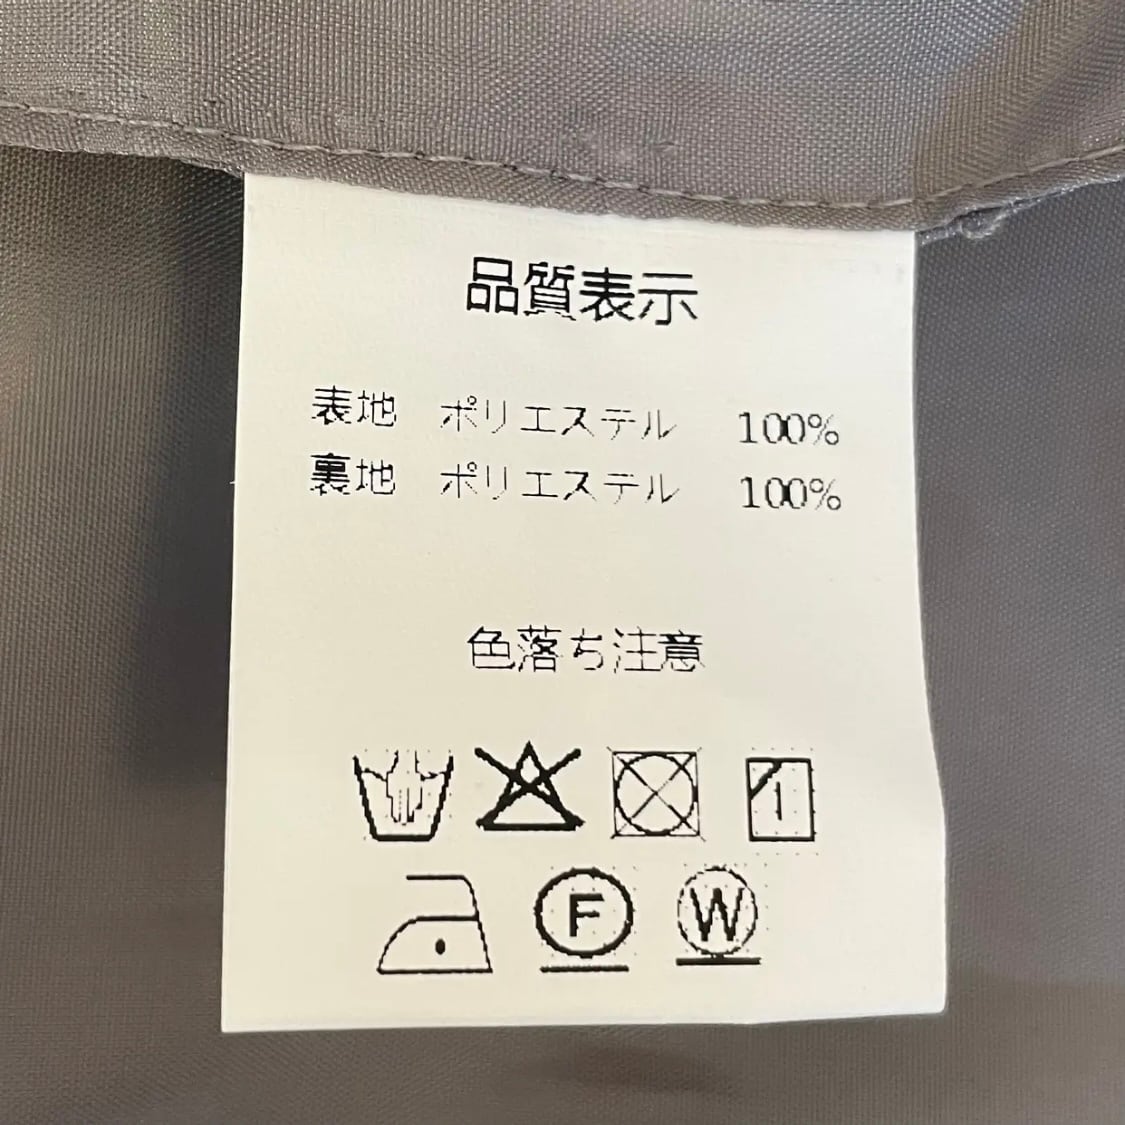 品質表示
表地 ポリエステル 100%
裏地 ポリエステル 100%
色落ち注意
1
F W